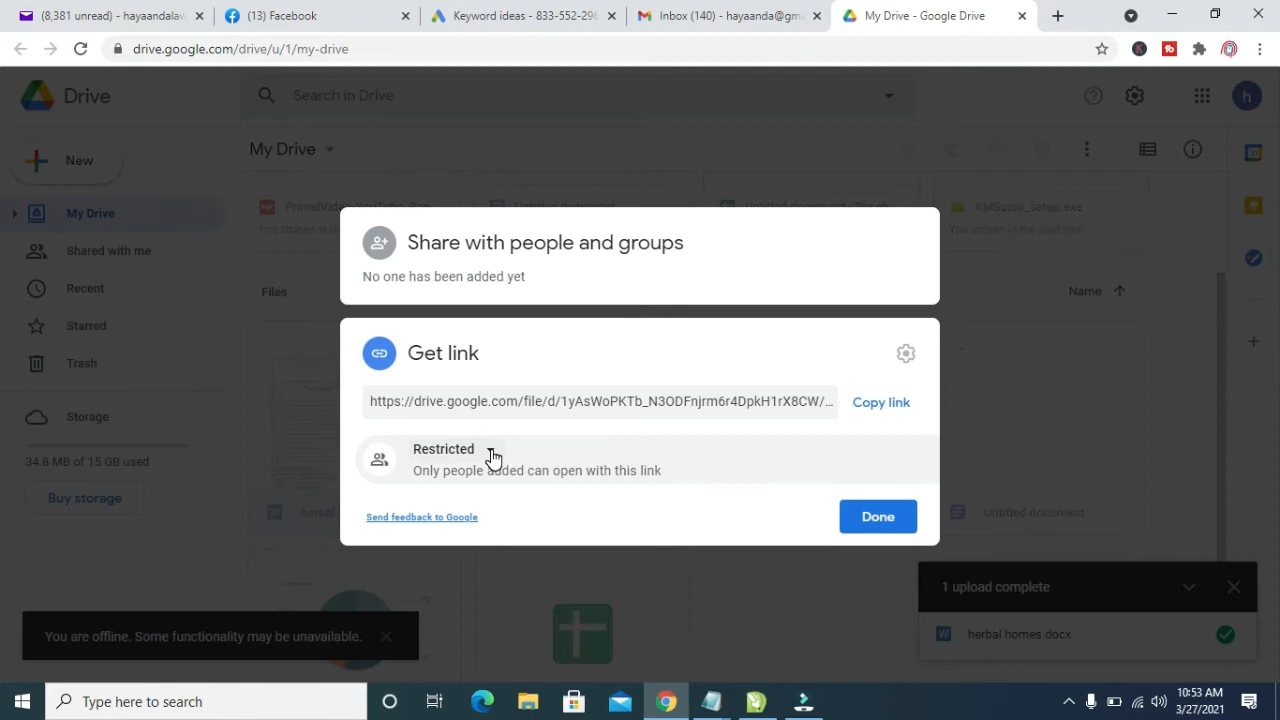 (8,381 unread) - hayaandalaw
(13) Facebook
Keyword ideas - 833-552-296
Inbox (140) - hayaanda@gma
My Drive - Google Drive
drive.google.com/drive/u/1/my-drive
Drive
Search in Drive
h
New
My Drive
My Drive
Shared with me
Recent
Starred
Trash
Storage
34.8 MB of 15 GB used
Buy storage
Untitled document
KMSpico_setup.exe
Files
Name
Share with people and groups
No one has been added yet
Get link
https://drive.google.com/file/d/1yAsWoPKTb_N3ODFnjrm6r4DpkH1rX8CW/...
Copy link
Restricted
Only people added can open with this link
Send feedback to Google
Done
herbal
Untitled document
You are offline. Some functionality may be unavailable.
1 upload complete
herbal homes.docx
Type here to search
10:53 AM
3/27/2021